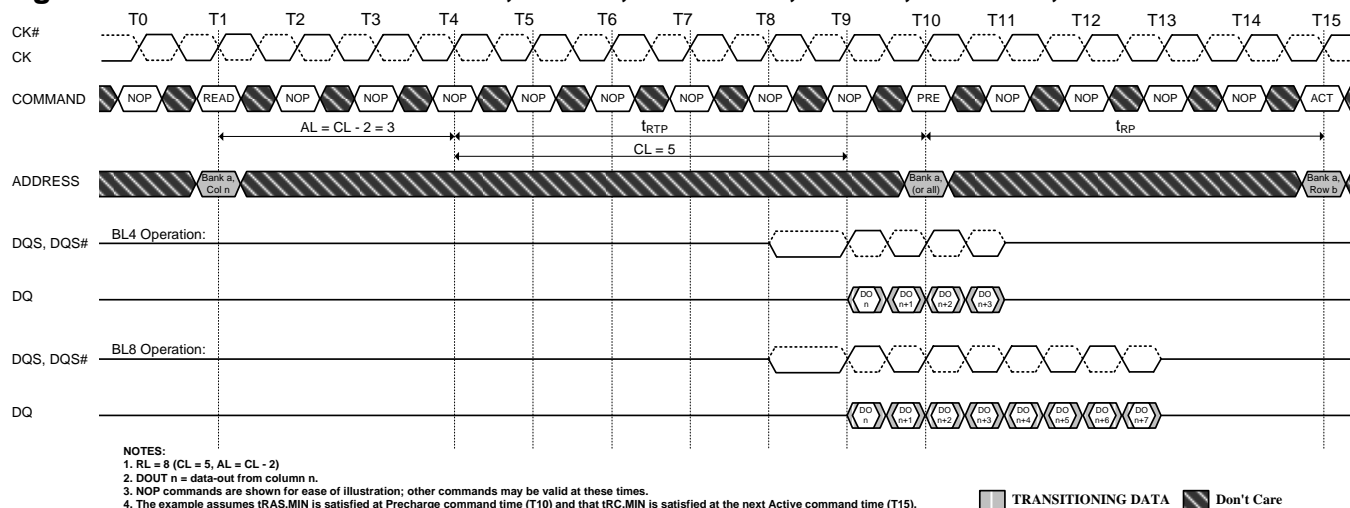 T0 T1 T2 T3 T4 T5 T6 T7 T8 T9 T10 T11 T12 T13 T14 T15
CK#
CK
COMMAND NOP READ NOP NOP NOP NOP NOP NOP NOP NOP PRE NOP NOP NOP NOP ACT
AL = CL - 2 = 3 tRTP tRP
CL = 5
ADDRESS Bank a, Col n Bank a, (or all) Bank a, Row b
BL4 Operation:
DQS, DQS#
DQ DO n DO n+1 DO n+2 DO n+3
BL8 Operation:
DQS, DQS#
DQ DO n DO n+1 DO n+2 DO n+3 DO n+4 DO n+5 DO n+6 DO n+7
NOTES:
1. RL = 8 (CL = 5, AL = CL - 2)
2. DOUT n = data-out from column n.
3. NOP commands are shown for ease of illustration; other commands may be valid at these times.
4. The example assumes tRAS.MIN is satisfied at Precharge command time (T10) and that tRC.MIN is satisfied at the next Active command time (T15).
TRANSITIONING DATA Don't Care